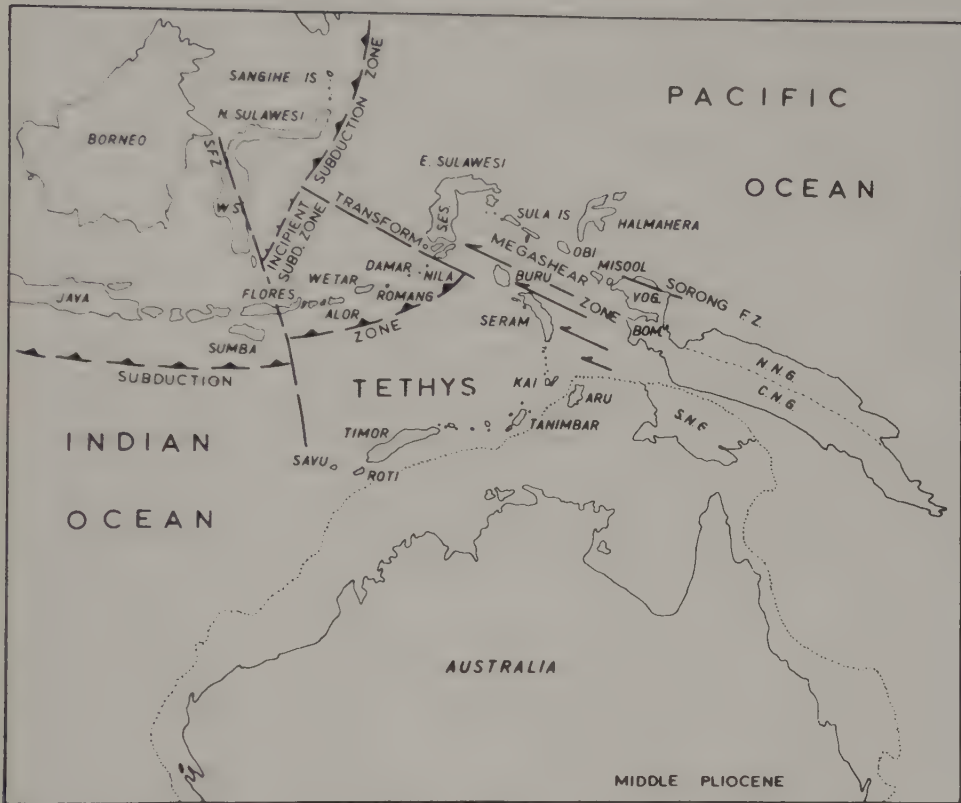 SANGIHE IS
N. SULAWESI
BORNEO
SFZ
W S
SUBDUCTION ZONE
INCIPIENT
SUBD. ZONE
TRANSFORM
PACIFIC
OCEAN
E. SULAWESI
S.E.S.
SULA IS
HALMAHERA
OBI
MISOOL
MEGASHEAR ZONE
BURU
VOG.
SORONG F. Z.
BOM
SERAM
DAMAR
NILA
WETAR
ROMANG
FLORES
ALOR
ZONE
JAVA
SUMBA
SUBDUCTION
N.N.G.
C.N.G.
S.N.G.
TETHYS
KAI
ARU
TANIMBAR
TIMOR
SAVU
ROTI
INDIAN
OCEAN
AUSTRALIA
MIDDLE PLIOCENE